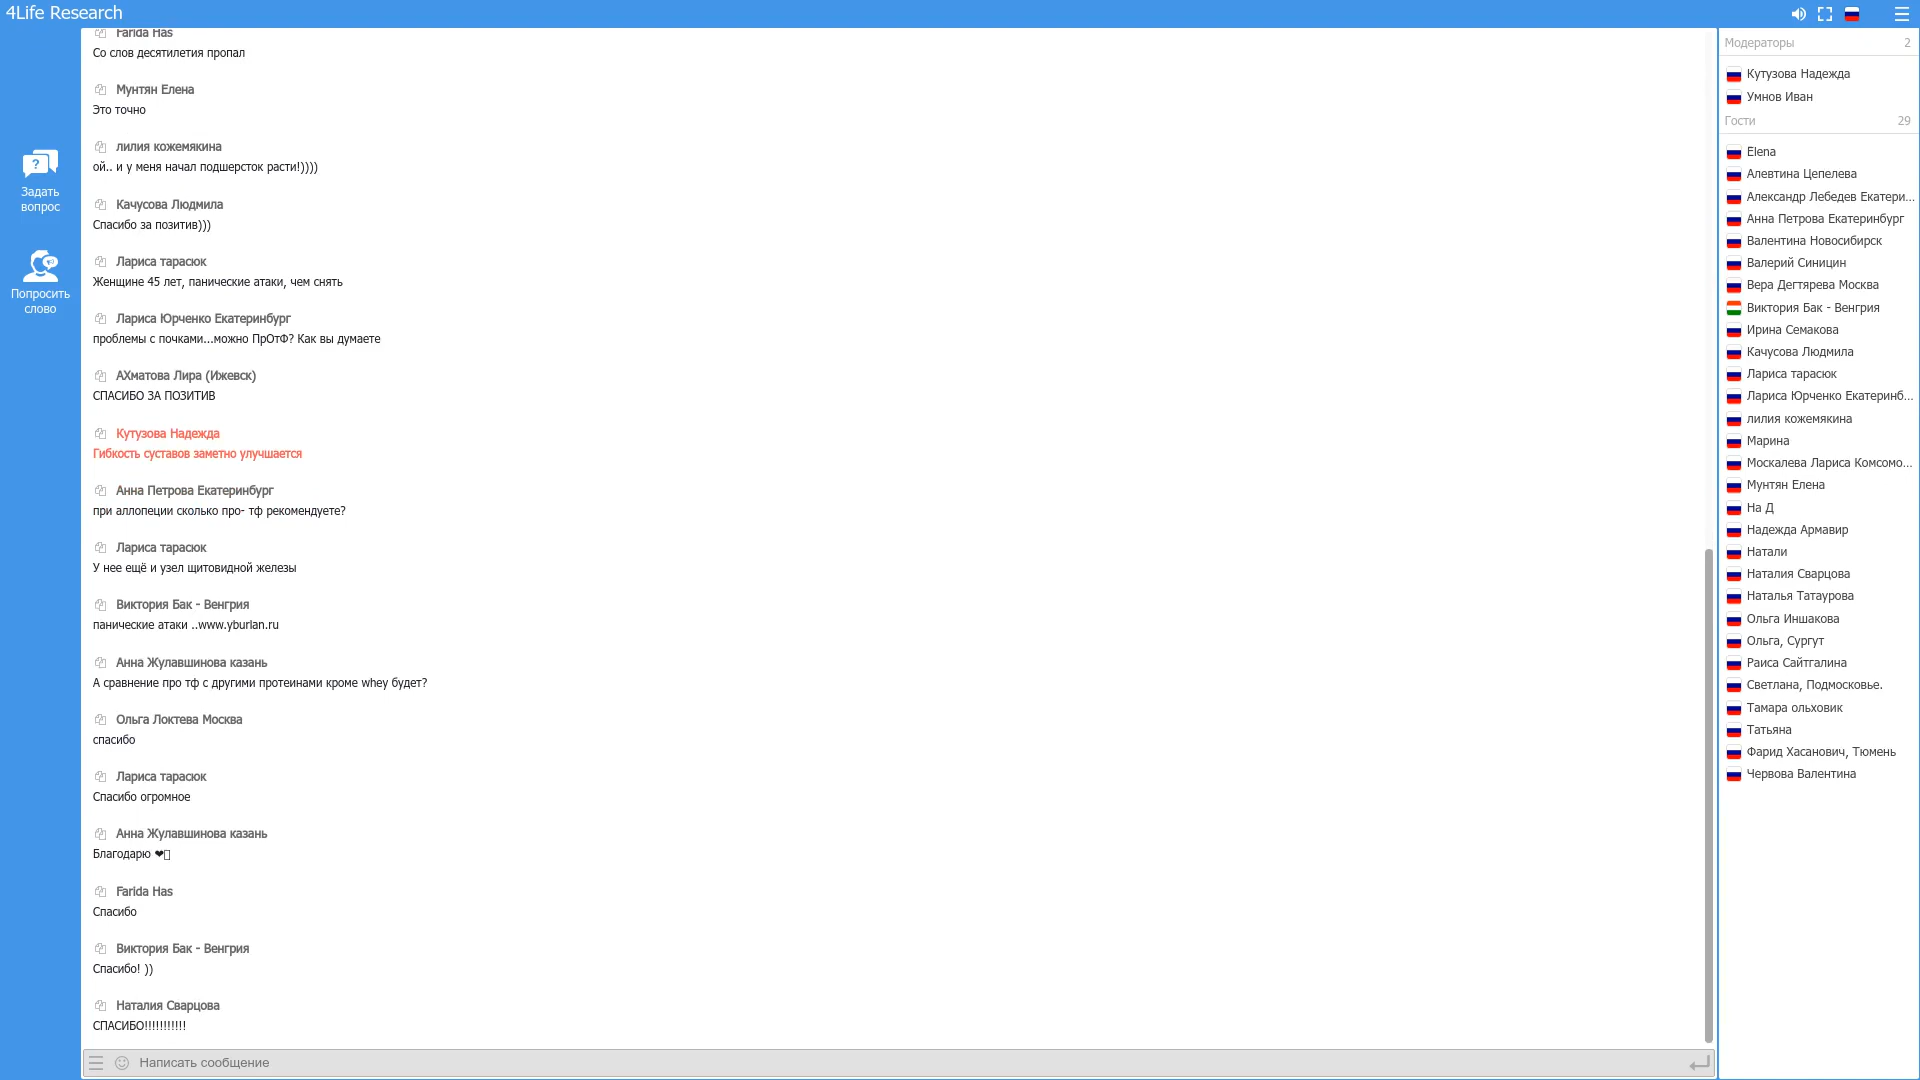 4Life Research
Farida Has
Со слов десятилетия пропал
Мунтян Елена
Это точно
лилия кожемякина
ой.. и у меня начал подшерсток расти!))))
Качусова Людмила
Спасибо за позитив)))
Лариса тарасюк
Женщине 45 лет, панические атаки, чем снять
Лариса Юрченко Екатеринбург
проблемы с почками...можно ПрОтФ? Как вы думаете
АХматова Лира (Ижевск)
СПАСИБО ЗА ПОЗИТИВ
Кутузова Надежда
Гибкость суставов заметно улучшается
Анна Петрова Екатеринбург
при аллопеции сколько про- тф рекомендуете?
Лариса тарасюк
У нее ещё и узел щитовидной железы
Виктория Бак - Венгрия
панические атаки ..www.yburlan.ru
Анна Жулавшинова казань
А сравнение про тф с другими протеинами кроме whey будет?
Ольга Локтева Москва
спасибо
Лариса тарасюк
Спасибо огромное
Анна Жулавшинова казань
Благодарю ❤
Farida Has
Спасибо
Виктория Бак - Венгрия
Спасибо! ))
Наталия Сварцова
СПАСИБО!!!!!!!!!!!
Написать сообщение
Задать
вопрос
Попросить
слово
Модераторы 2
Кутузова Надежда
Умнов Иван
Гости 29
Elena
Алевтина Цепелева
Александр Лебедев Екатери...
Анна Петрова Екатеринбург
Валентина Новосибирск
Валерий Синицин
Вера Дегтярева Москва
Виктория Бак - Венгрия
Ирина Семакова
Качусова Людмила
Лариса тарасюк
Лариса Юрченко Екатеринб...
лилия кожемякина
Марина
Москалева Лариса Комсомо...
Мунтян Елена
На Д
Надежда Армавир
Натали
Наталия Сварцова
Наталья Татаурова
Ольга Иншакова
Ольга, Сургут
Раиса Сайтгалина
Светлана, Подмосковье.
Тамара ольховик
Татьяна
Фарид Хасанович, Тюмень
Червова Валентина